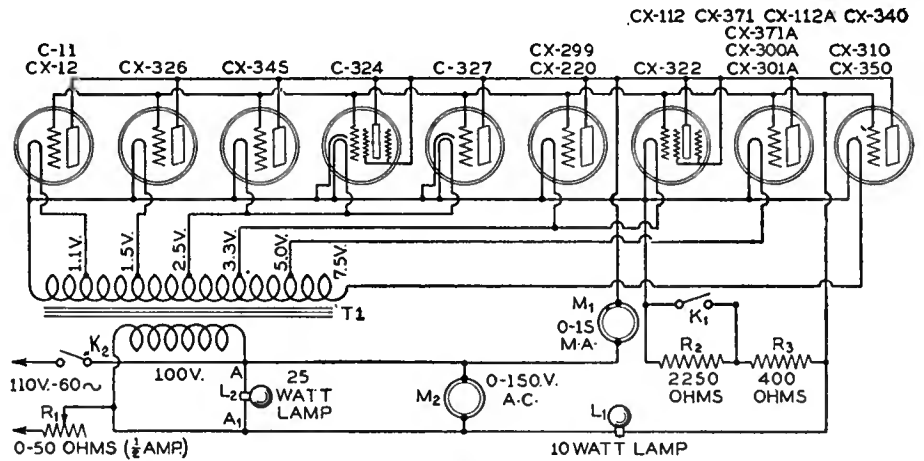 CX-112 CX-371 CX-112A CX-340
C-11
CX-12
CX-326
CX-345
C-324
C-327
CX-299
CX-220
CX-322
CX-371A
CX-300A
CX-301A
CX-310
CX-350
1.1V.
1.5V.
2.5V.
3.3V.
5.0V.
7.5V.
T1
K2
110V.-60~
R1
0-50 OHMS (½AMP.)
100V.
A
L2
A1
25
WATT
LAMP
M2
0-150.V.
A.C.
M1
0-15
M.A.
K1
R2
2250
OHMS
R3
400
OHMS
L1
10 WATT LAMP